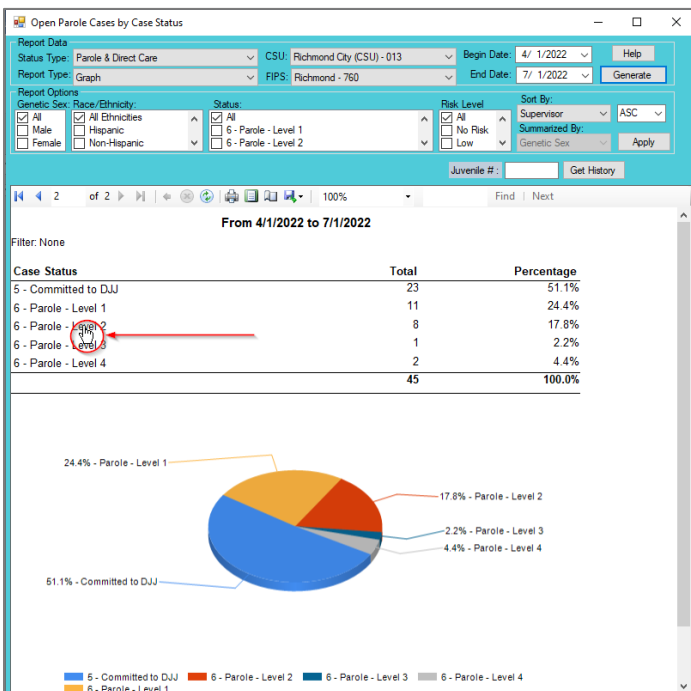 Open Parole Cases by Case Status
Report Data
Status Type: Parole & Direct Care CSU: Richmond City (CSU) - 013 Begin Date: 4/ 1/2022 Help
Report Type: Graph FIPS: Richmond - 760 End Date: 7/ 1/2022 Generate
Report Options
Genetic Sex: Race/Ethnicity: Status: Risk Level Sort By:
All All Ethnicities All All Supervisor ASC
Male Hispanic 6 - Parole - Level 1 No Risk Summarized By:
Female Non-Hispanic 6 - Parole - Level 2 Low Genetic Sex Apply
Juvenile # : Get History
2 of 2 100% Find | Next
From 4/1/2022 to 7/1/2022
Filter: None
Case Status Total Percentage
5 - Committed to DJJ 23 51.1%
6 - Parole - Level 1 11 24.4%
6 - Parole - Level 2 8 17.8%
6 - Parole - Level 3 1 2.2%
6 - Parole - Level 4 2 4.4%
45 100.0%
24.4% - Parole - Level 1
17.8% - Parole - Level 2
2.2% - Parole - Level 3
4.4% - Parole - Level 4
51.1% - Committed to DJJ
5 - Committed to DJJ 6 - Parole - Level 2 6 - Parole - Level 3 6 - Parole - Level 4
6 - Parole - Level 1